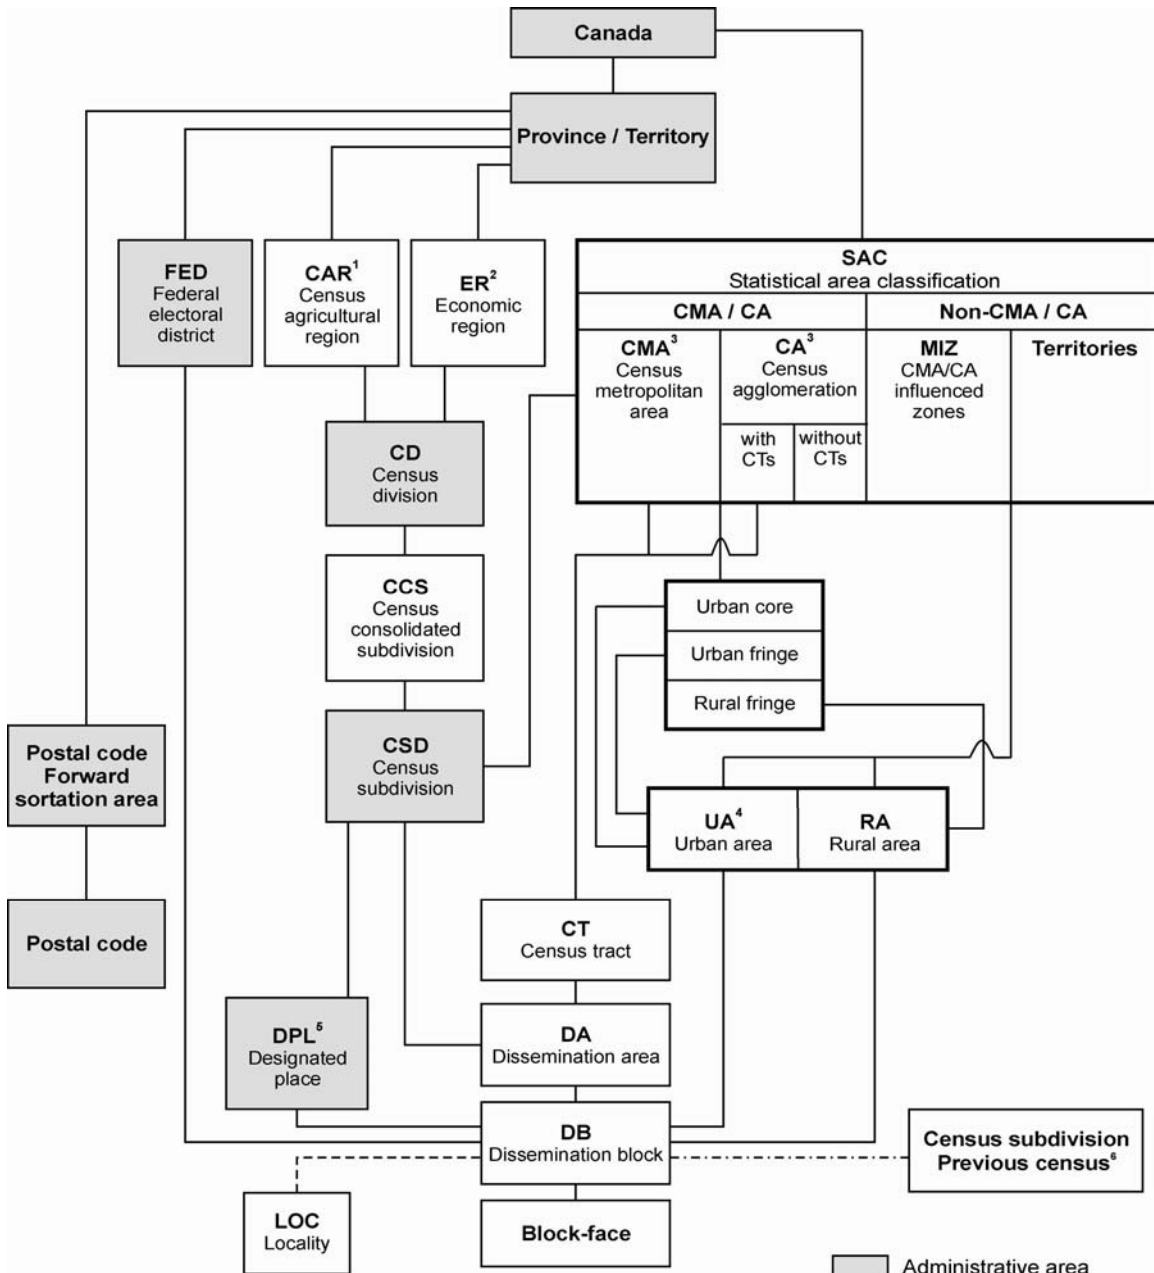 Canada
Province / Territory
FED
Federal
electoral
district
CAR1
Census
agricultural
region
ER2
Economic
region
SAC
Statistical area classification
CMA / CA
Non-CMA / CA
CMA3
Census
metropolitan
area
CA3
Census
agglomeration
with
CTs
without
CTs
MIZ
CMA/CA
influenced
zones
Territories
CD
Census
division
CCS
Census
consolidated
subdivision
Urban core
Urban fringe
Rural fringe
CSD
Census
subdivision
Postal code
Forward
sortation area
UA4
Urban area
RA
Rural area
Postal code
CT
Census tract
DPL5
Designated
place
DA
Dissemination area
DB
Dissemination block
Census subdivision
Previous census6
LOC
Locality
Block-face
Administrative area